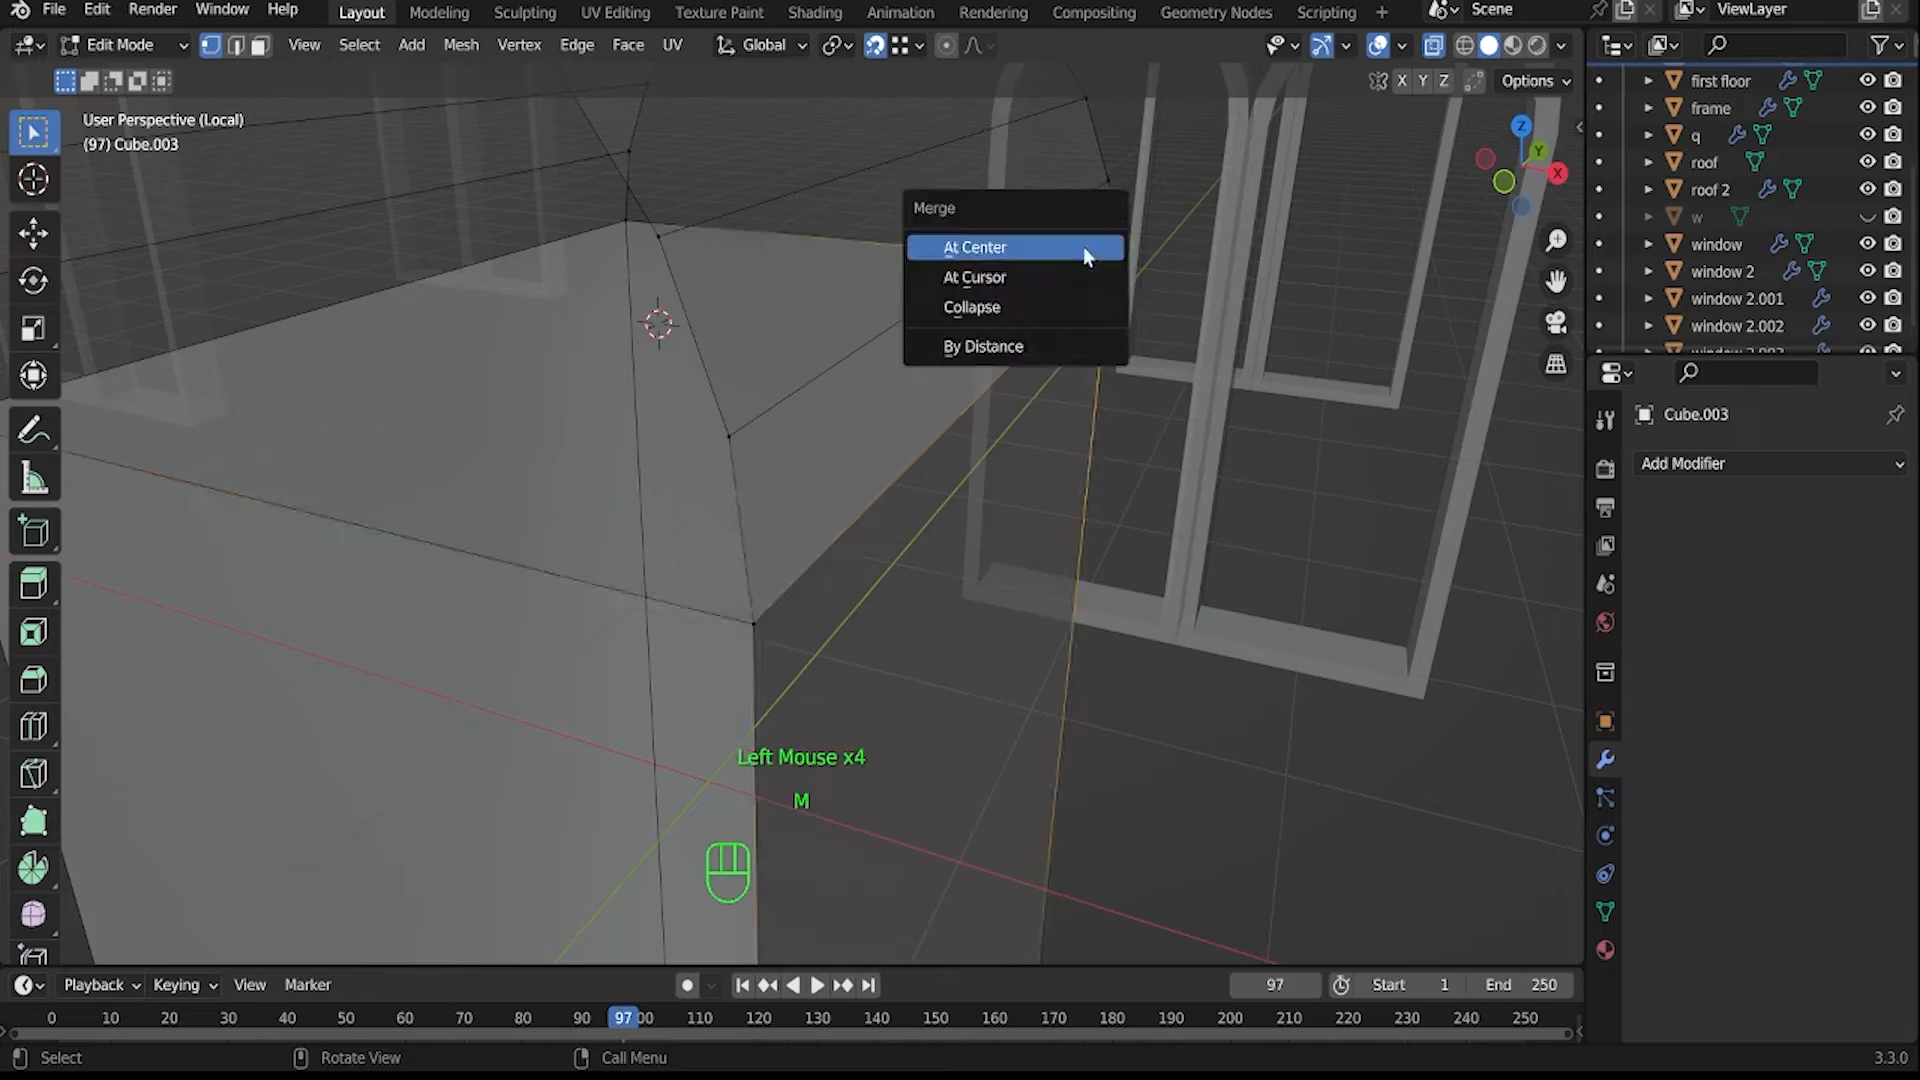 File Edit Render Window Help Layout Modeling Sculpting UV Editing Texture Paint Shading Animation Rendering Compositing Geometry Nodes Scripting + Scene ViewLayer
Edit Mode View Select Add Mesh Vertex Edge Face UV Global
X Y Z Options
User Perspective (Local)
(97) Cube.003
Z
Y
X
Merge
At Center
At Cursor
Collapse
By Distance
first floor
frame
q
roof
roof 2
w
window
window 2
window 2.001
window 2.002
Cube.003
Add Modifier
Left Mouse x4
M
Playback Keying View Marker 97 Start 1 End 250
0 10 20 30 40 50 60 70 80 90 97 00 110 120 130 140 150 160 170 180 190 200 210 220 230 240 250
Select Rotate View Call Menu 3.3.0